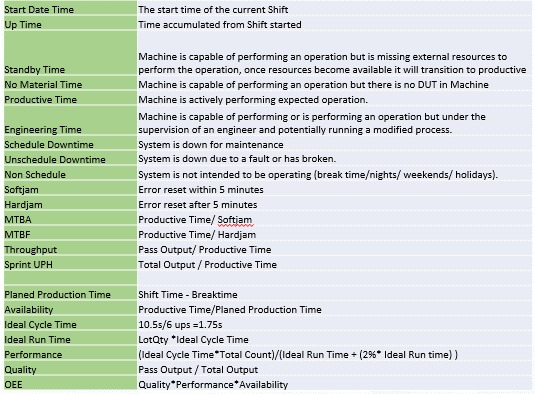 Start Date Time The start time of the current Shift
Up Time Time accumulated from Shift started
Machine is capable of performing an operation but is missing external resources to
Standby Time perform the operation, once resources become available it will transition to productive
No Material Time Machine is capable of performing an operation but there is no DUT in Machine
Productive Time Machine is actively performing expected operation.
Machine is capable of performing or is performing an operation but under the
Engineering Time supervision of an engineer and potentially running a modified process.
Schedule Downtime System is down for maintenance
Unschedule Downtime System is down due to a fault or has broken.
Non Schedule System is not intended to be operating (break time/nights/ weekends/ holidays).
Softjam Error reset within 5 minutes
Hardjam Error reset after 5 minutes
MTBA Productive Time/ Softjam
MTBF Productive Time/ Hardjam
Throughput Pass Output/ Productive Time
Sprint UPH Total Output / Productive Time
Planed Production Time Shift Time - Breaktime
Availability Productive Time/Planed Production Time
Ideal Cycle Time 10.5s/6 ups =1.75s
Ideal Run Time LotQty *Ideal Cycle Time
Performance (Ideal Cycle Time*Total Count)/(Ideal Run Time + (2%* Ideal Run time) )
Quality Pass Output / Total Output
OEE Quality*Performance*Availability